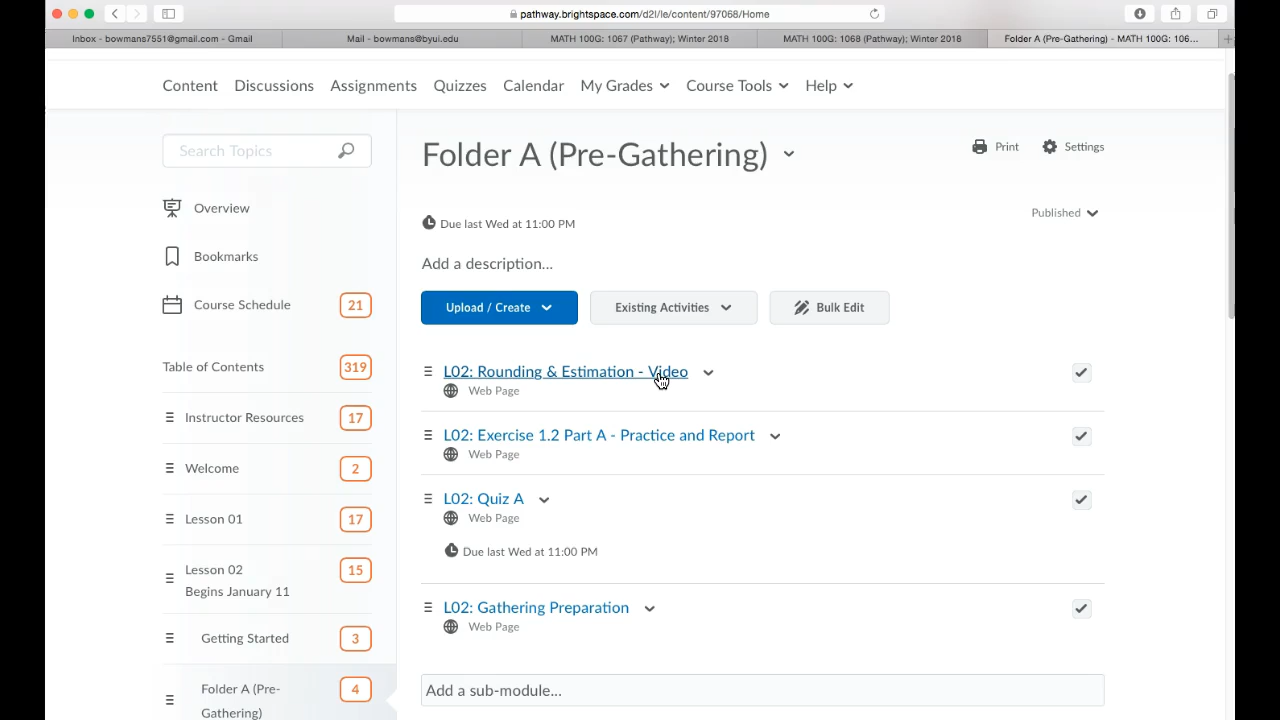 pathway.brightspace.com/d2l/le/content/97068/Home
Inbox - bowmans7551@gmail.com - Gmail
Mail - bowmans@byui.edu
MATH 100G: 1067 (Pathway); Winter 2018
MATH 100G: 1068 (Pathway); Winter 2018
Folder A (Pre-Gathering) - MATH 100G: 106...
Content Discussions Assignments Quizzes Calendar My Grades Course Tools Help
Search Topics
Overview
Bookmarks
Course Schedule 21
Table of Contents 319
Instructor Resources 17
Welcome 2
Lesson 01 17
Lesson 02 15
Begins January 11
Getting Started 3
Folder A (Pre- 4
Gathering)
Folder A (Pre-Gathering)
Print Settings
Due last Wed at 11:00 PM
Published
Add a description...
Upload / Create Existing Activities Bulk Edit
L02: Rounding & Estimation - Video
Web Page
L02: Exercise 1.2 Part A - Practice and Report
Web Page
L02: Quiz A
Web Page
Due last Wed at 11:00 PM
L02: Gathering Preparation
Web Page
Add a sub-module...